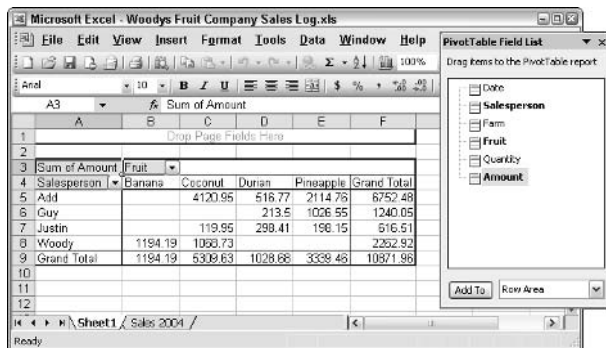 Microsoft Excel - Woodys Fruit Company Sales Log.xls
File Edit View Insert Format Tools Data Window Help
100%
Arial 10 B I U $ % ,
A3 fx Sum of Amount
A B C D E F
1 Drop Page Fields Here
2
3 Sum of Amount Fruit
4 Salesperson Banana Coconut Durian Pineapple Grand Total
5 Add 4120.95 516.77 2114.76 6752.48
6 Guy 213.5 1026.55 1240.05
7 Justin 119.95 298.41 198.15 616.51
8 Woody 1194.19 1068.73 2262.92
9 Grand Total 1194.19 5309.63 1028.68 3339.46 10871.96
10
11
12
Sheet1 Sales 2004
Ready
PivotTable Field List
Drag items to the PivotTable report
Date
Salesperson
Farm
Fruit
Quantity
Amount
Add To Row Area